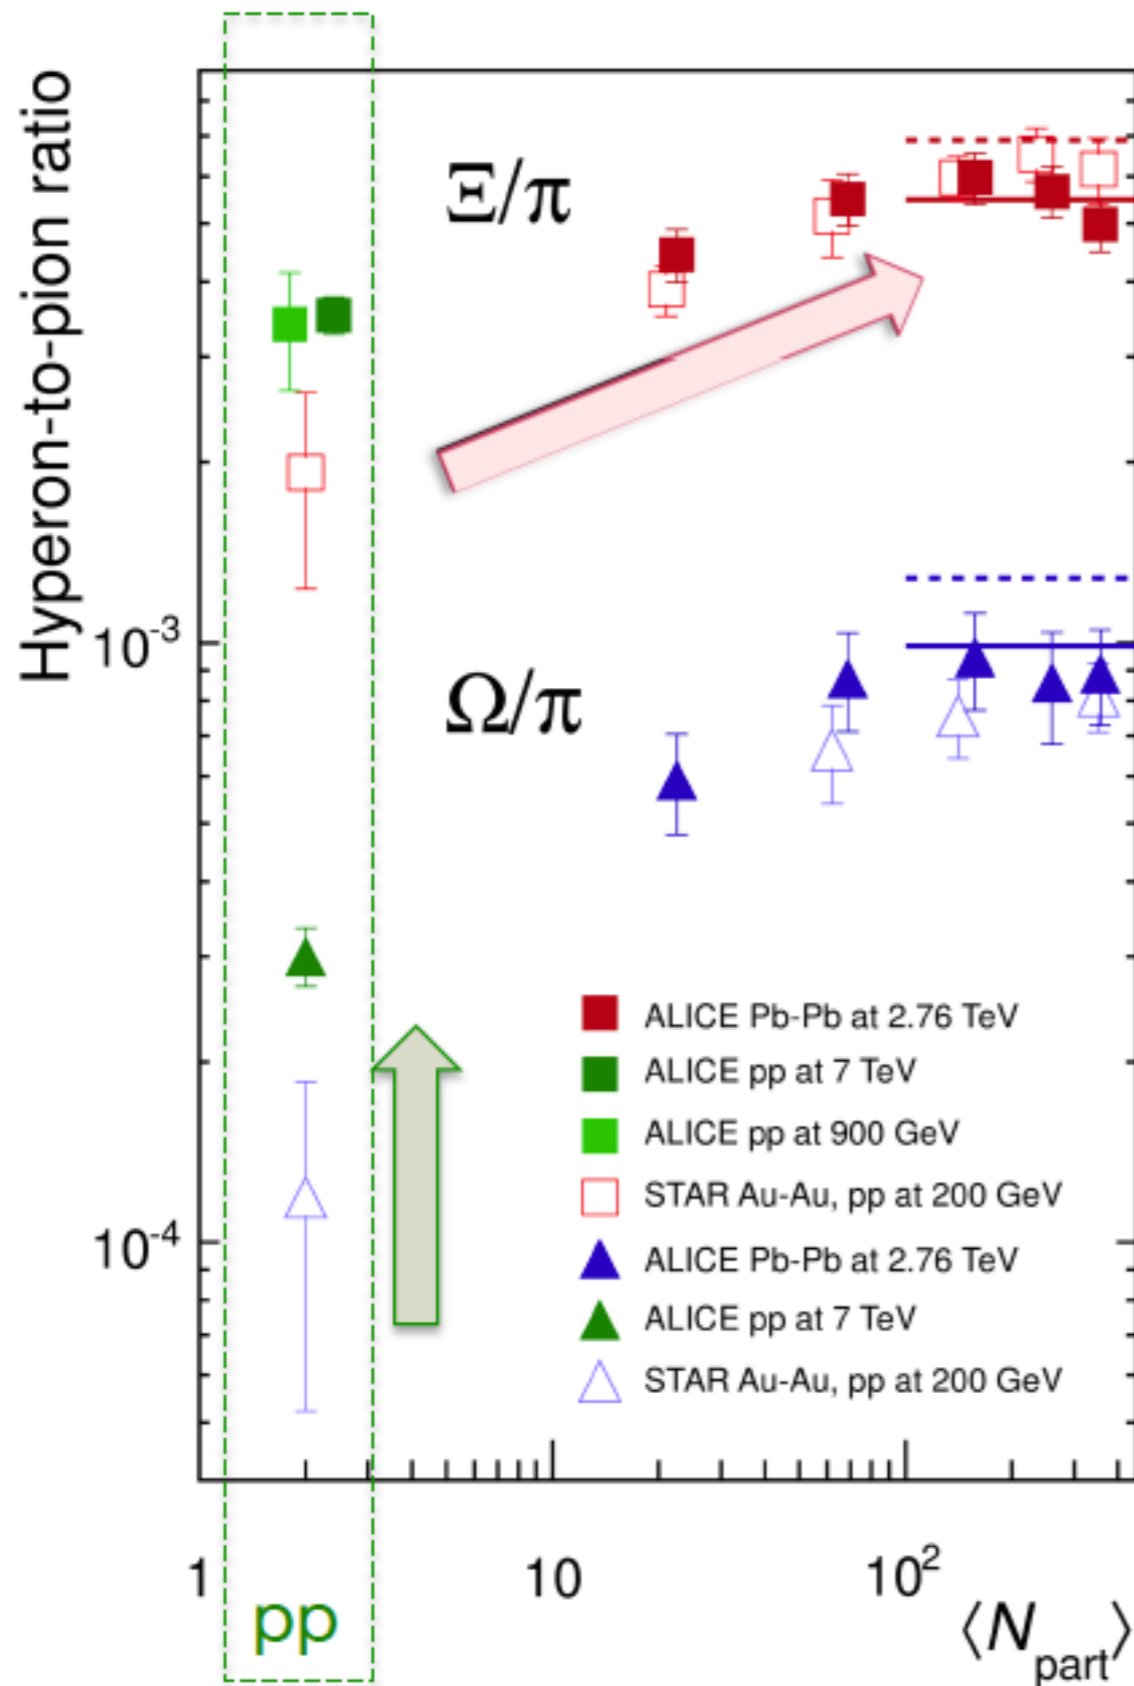 Hyperon-to-pion ratio
Ξ/π
10⁻³
Ω/π
10⁻⁴
ALICE Pb-Pb at 2.76 TeV
ALICE pp at 7 TeV
ALICE pp at 900 GeV
STAR Au-Au, pp at 200 GeV
ALICE Pb-Pb at 2.76 TeV
ALICE pp at 7 TeV
STAR Au-Au, pp at 200 GeV
1 10 10²
pp
⟨N_part⟩